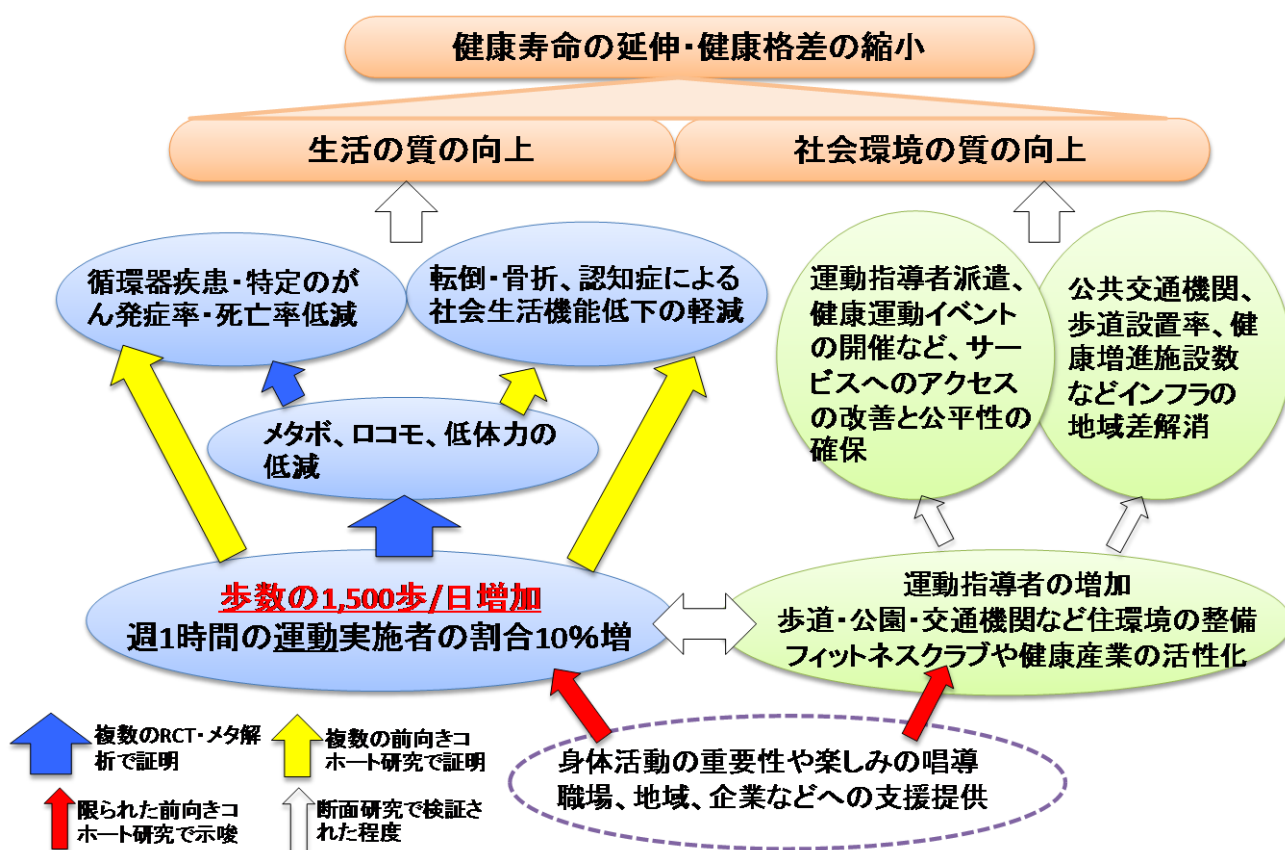 健康寿命の延伸・健康格差の縮小
生活の質の向上
社会環境の質の向上
循環器疾患・特定のが
ん発症率・死亡率低減
転倒・骨折、認知症による
社会生活機能低下の軽減
運動指導者派遣、
健康運動イベント
の開催など、サー
ビスへのアクセス
の改善と公平性の
確保
公共交通機関、
歩道設置率、健
康増進施設数
などインフラの
地域差解消
メタボ、ロコモ、低体力の
低減
歩数の1,500歩/日増加
週1時間の運動実施者の割合10%増
運動指導者の増加
歩道・公園・交通機関など住環境の整備
フィットネスクラブや健康産業の活性化
身体活動の重要性や楽しみの唱導
職場、地域、企業などへの支援提供
複数のRCT・メタ解
析で証明
複数の前向きコ
ホート研究で証明
限られた前向きコ
ホート研究で示唆
断面研究で検証さ
れた程度